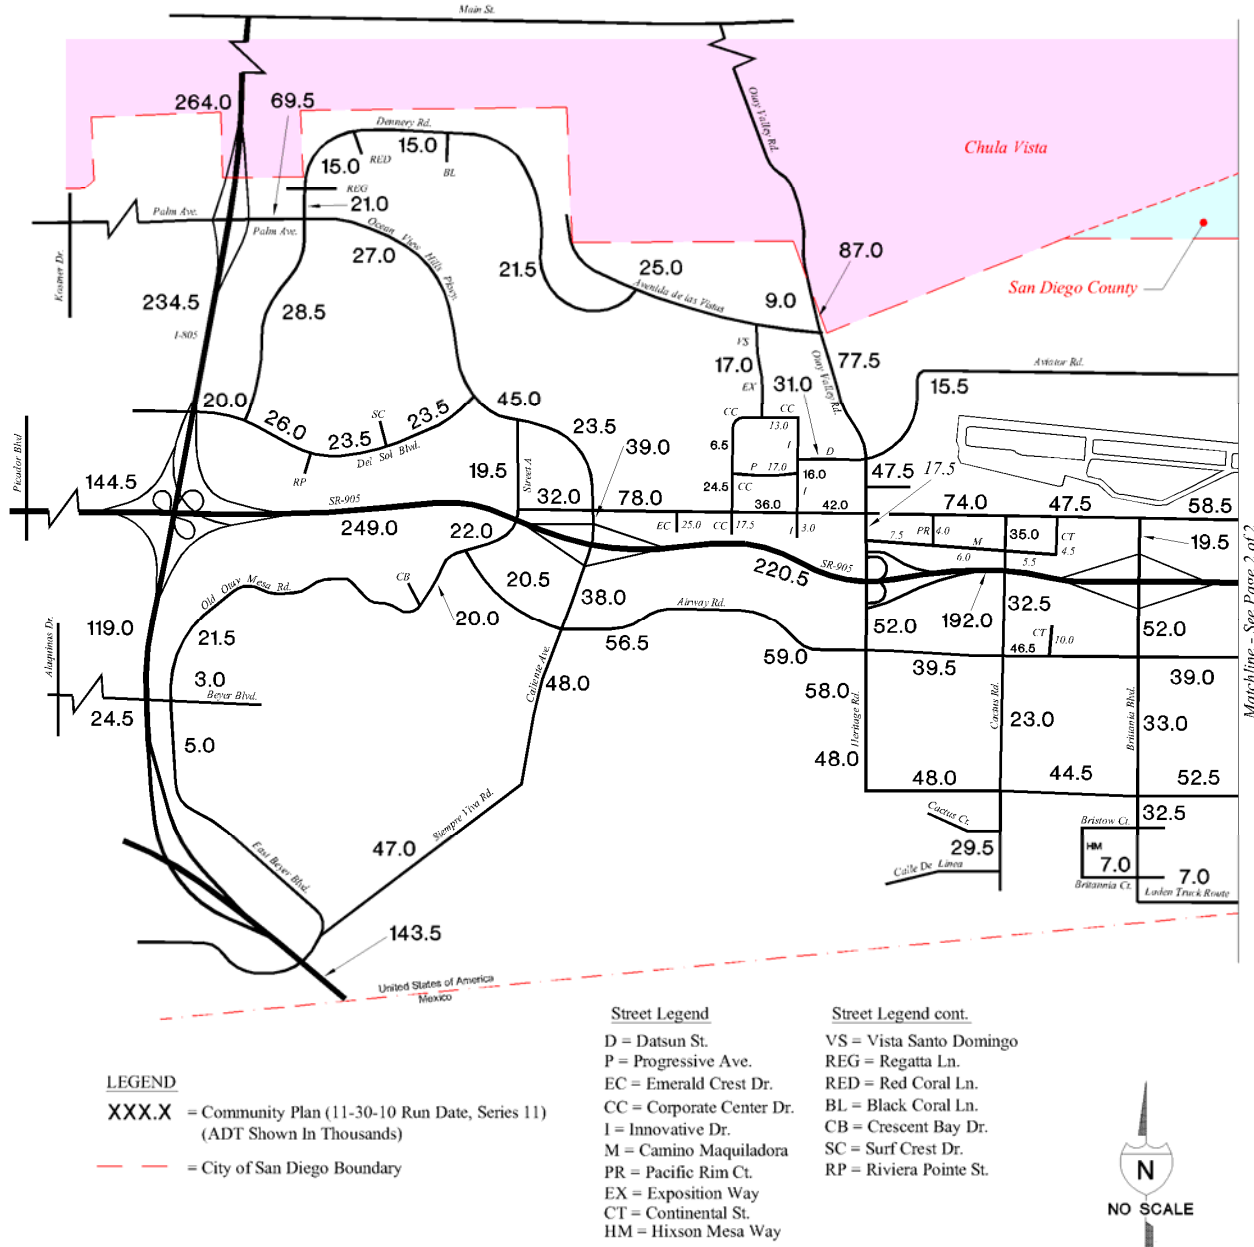 Main St.
264.0
69.5
Dennery Rd.
15.0
RED
15.0
BL
Otay Valley Rd.
Chula Vista
REG
21.0
Palm Ave.
Palm Ave.
Ocean View Hills Pkwy.
27.0
Kostner Dr.
21.5
25.0
Avenida de las Vistas
87.0
9.0
San Diego County
234.5
I-805
28.5
VS
17.0
EX
31.0
Otay Valley Rd.
77.5
Aviator Rd.
15.5
20.0
26.0
SC
23.5
23.5
Del Sol Blvd.
RP
45.0
23.5
39.0
CC
CC
13.0
6.5
I
D
P
17.0
16.0
CC
24.5
I
47.5
17.5
Picador Blvd
144.5
SR-905
249.0
19.5
Street A
32.0
78.0
36.0
42.0
74.0
47.5
58.5
EC
25.0
CC
17.5
I
3.0
7.5
PR
4.0
M
6.0
35.0
CT
4.5
5.5
19.5
22.0
20.5
SR-905
220.5
192.0
CB
Old Otay Mesa Rd.
20.0
38.0
Airway Rd.
56.5
59.0
52.0
32.5
CT
10.0
46.5
52.0
39.5
39.0
Matchline - See Page 2 of 2
119.0
Alaquinas Dr.
21.5
3.0
Beyer Blvd.
24.5
5.0
Caliente Ave.
48.0
58.0
Heritage Rd.
48.0
Cactus Rd.
23.0
Brittania Blvd.
33.0
48.0
44.5
52.5
47.0
Siempre Viva Rd.
East Beyer Blvd.
Cactus Ct.
29.5
Calle De Linea
Bristow Ct.
32.5
HM
7.0
Britannia Ct.
7.0
Laden Truck Route
143.5
United States of America
Mexico
LEGEND
XXX.X = Community Plan (11-30-10 Run Date, Series 11)
(ADT Shown In Thousands)
= City of San Diego Boundary
Street Legend
D = Datsun St.
P = Progressive Ave.
EC = Emerald Crest Dr.
CC = Corporate Center Dr.
I = Innovative Dr.
M = Camino Maquiladora
PR = Pacific Rim Ct.
EX = Exposition Way
CT = Continental St.
HM = Hixson Mesa Way
Street Legend cont.
VS = Vista Santo Domingo
REG = Regatta Ln.
RED = Red Coral Ln.
BL = Black Coral Ln.
CB = Crescent Bay Dr.
SC = Surf Crest Dr.
RP = Riviera Pointe St.
N
NO SCALE